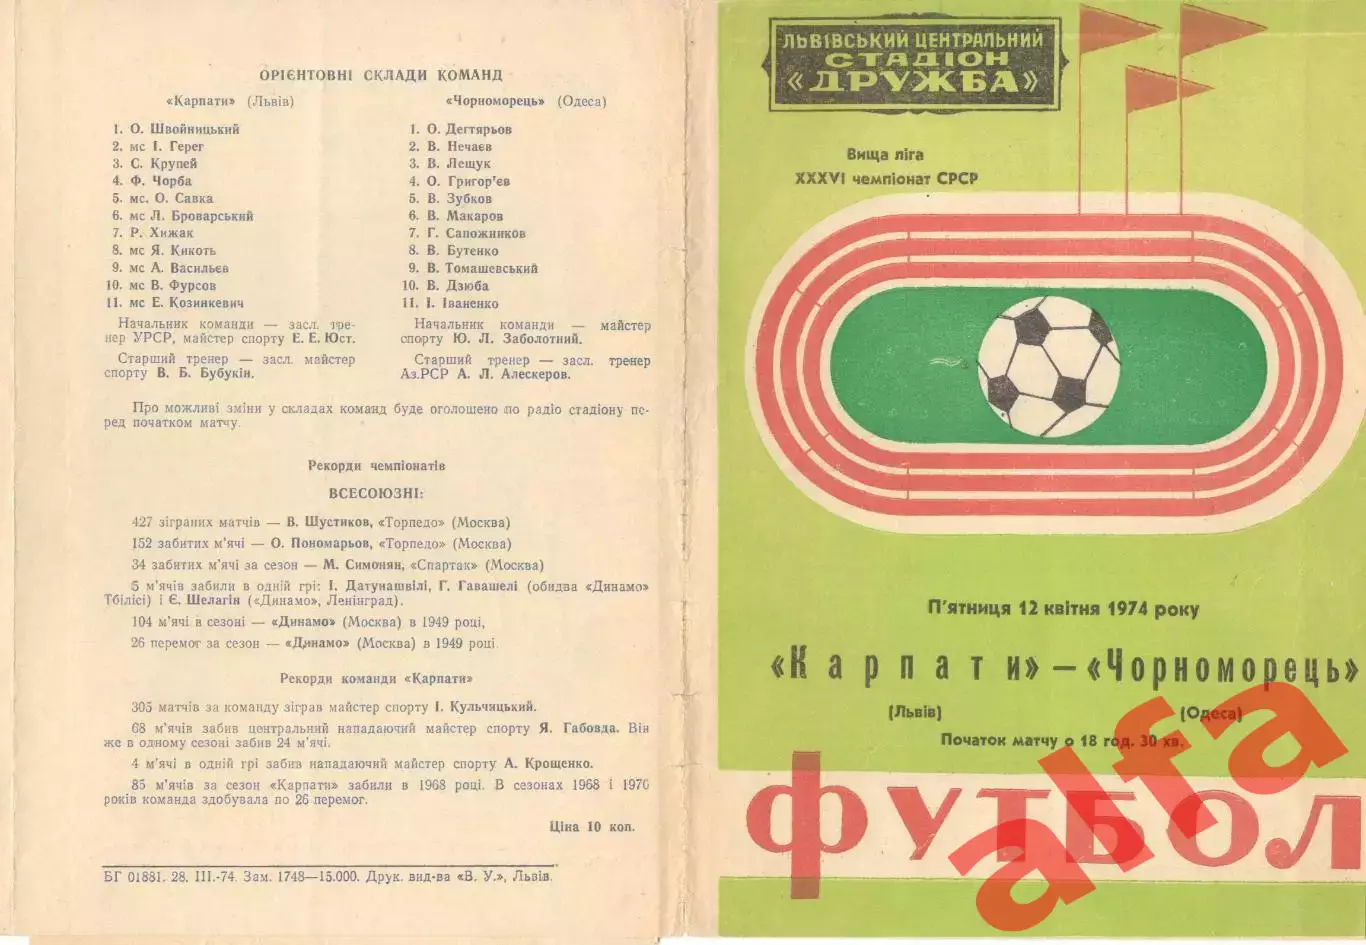 ОРІЄНТОВНІ СКЛАДИ КОМАНД
«Карпати» (Львів)
1. О. Швойницький
2. мс І. Герег
3. С. Крупей
4. Ф. Чорба
5. мс. О. Савка
6. мс Л. Броварський
7. Р. Хижак
8. мс Я. Кикоть
9. мс А. Васильєв
10. мс В. Фурсов
11. мс Е. Козинкевич
Начальник команди — засл. тре-
нер УРСР, майстер спорту Е. Е. Юст.
Старший тренер — засл. майстер
спорту В. Б. Бубукін.
«Чорноморець» (Одеса)
1. О. Дегтярьов
2. В. Нечаєв
3. В. Лещук
4. О. Григор'єв
5. В. Зубков
6. В. Макаров
7. Г. Сапожников
8. В. Бутенко
9. В. Томашевський
10. В. Дзюба
11. І. Іваненко
Начальник команди — майстер
спорту Ю. Л. Заболотний.
Старший тренер — засл. тренер
Аз.РСР А. Л. Алескеров.
Про можливі зміни у складах команд буде оголошено по радіо стадіону пе-
ред початком матчу.
Рекорди чемпіонатів
ВСЕСОЮЗНІ:
427 зіграних матчів — В. Шустиков, «Торпедо» (Москва)
152 забитих м'ячі — О. Пономарьов, «Торпедо» (Москва)
34 забитих м'ячі за сезон — М. Симонян, «Спартак» (Москва)
5 м'ячів забили в одній грі: І. Датунашвілі, Г. Гавашелі (обидва «Динамо»
Тбілісі) і Є. Шелагін («Динамо», Ленінград).
104 м'ячі в сезоні — «Динамо» (Москва) в 1949 році,
26 перемог за сезон — «Динамо» (Москва) в 1949 році.
Рекорди команди «Карпати»
305 матчів за команду зіграв майстер спорту І. Кульчицький.
68 м'ячів забив центральний нападаючий майстер спорту Я. Габовда. Він
же в одному сезоні забив 24 м'ячі.
4 м'ячі в одній грі забив нападаючий майстер спорту А. Крощенко.
85 м'ячів за сезон «Карпати» забили в 1968 році. В сезонах 1968 і 1970
років команда здобувала по 26 перемог.
Ціна 10 коп.
БГ 01881. 28. III.-74. Зам. 1748—15.000. Друк. вид-ва «В. У.», Львів.
ЛЬВІВСЬКИЙ ЦЕНТРАЛЬНИЙ
СТАДІОН
«ДРУЖБА»
Вища ліга
XXXVI чемпіонат СРСР
П'ятниця 12 квітня 1974 року
«Карпати» — «Чорноморець»
(Львів) (Одеса)
Початок матчу о 18 год. 30 хв.
ФУТБОЛ
alfa